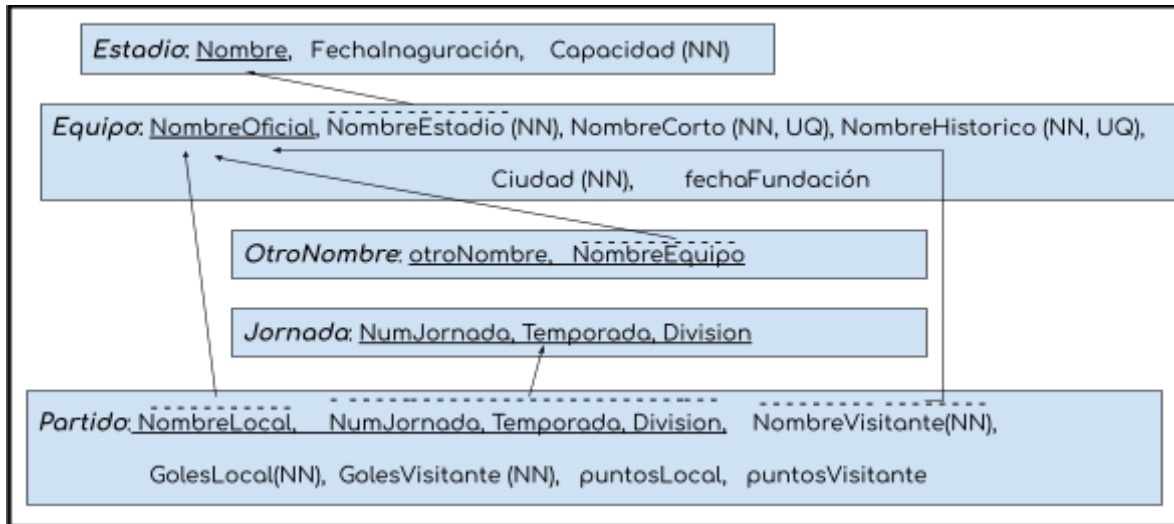 Estadio: Nombre, FechaInaguración, Capacidad (NN)
Equipo: NombreOficial, NombreEstadio (NN), NombreCorto (NN, UQ), NombreHistorico (NN, UQ),
Ciudad (NN), fechaFundación
OtroNombre: otroNombre, NombreEquipo
Jornada: NumJornada, Temporada, Division
Partido: NombreLocal, NumJornada, Temporada, Division, NombreVisitante(NN),
GolesLocal(NN), GolesVisitante (NN), puntosLocal, puntosVisitante